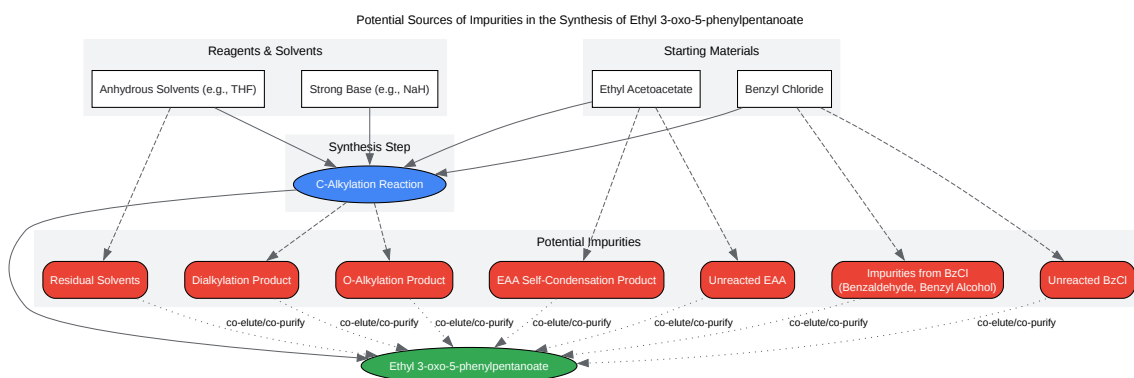 Potential Sources of Impurities in the Synthesis of Ethyl 3-oxo-5-phenylpentanoate
Reagents & Solvents
Starting Materials
Anhydrous Solvents (e.g., THF)
Strong Base (e.g., NaH)
Ethyl Acetoacetate
Benzyl Chloride
Synthesis Step
C-Alkylation Reaction
Potential Impurities
Residual Solvents
Dialkylation Product
O-Alkylation Product
EAA Self-Condensation Product
Unreacted EAA
Impurities from BzCl
(Benzaldehyde, Benzyl Alcohol)
Unreacted BzCl
co-elute/co-purify
co-elute/co-purify
co-elute/co-purify
co-elute/co-purify
co-elute/co-purify
co-elute/co-purify
co-elute/co-purify
Ethyl 3-oxo-5-phenylpentanoate